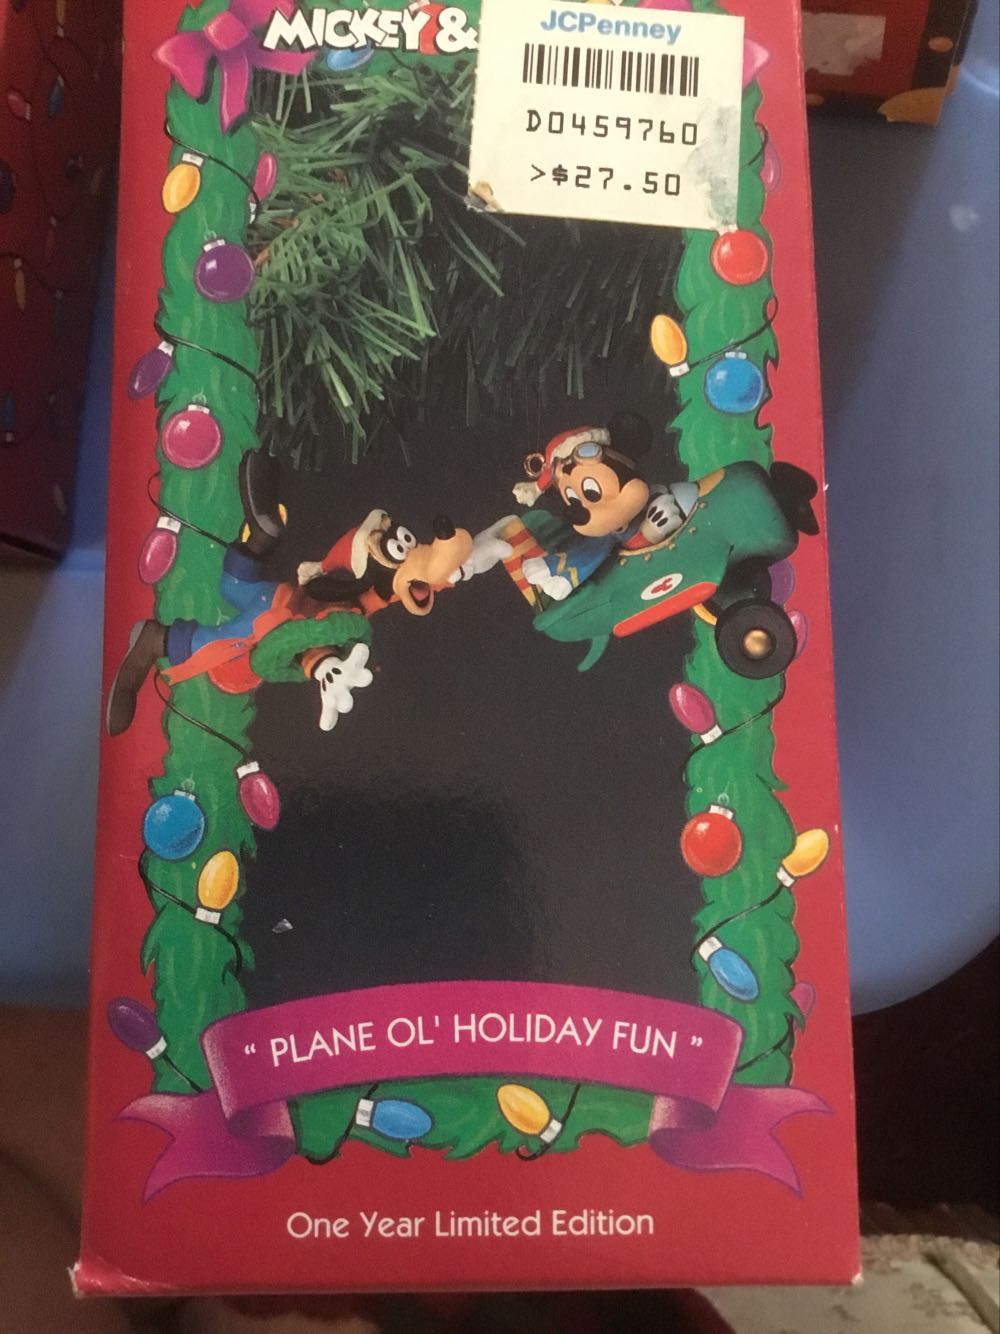 MICKEY &
JCPenney
D0459760
>$27.50
" PLANE OL' HOLIDAY FUN "
One Year Limited Edition